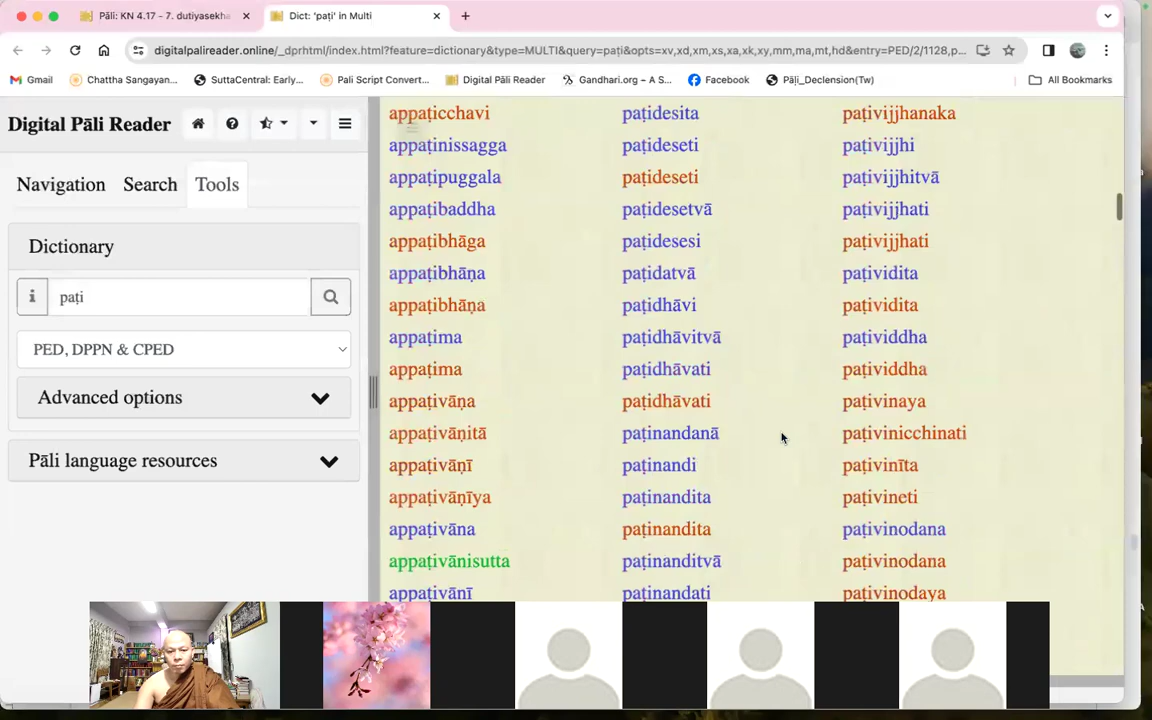 Pāli: KN 4.17 - 7. dutiyasekha
Dict: 'paṭi' in Multi
digitalpalireader.online/_dprhtml/index.html?feature=dictionary&type=MULTI&query=paṭi&opts=xv,xd,xm,xs,xa,xk,xy,mm,ma,mt,hd&entry=PED/2/1128,p...
Gmail
Chattha Sangayan...
SuttaCentral: Early...
Pali Script Convert...
Digital Pāli Reader
Gandhari.org – A S...
Facebook
Pāḷi_Declension(Tw)
All Bookmarks
Digital Pāli Reader
Navigation
Search
Tools
Dictionary
paṭi
PED, DPPN & CPED
Advanced options
Pāli language resources
appaṭicchavi
appaṭinissagga
appaṭipuggala
appaṭibaddha
appaṭibhāga
appaṭibhāṇa
appaṭibhāṇa
appaṭima
appaṭima
appaṭivāṇa
appaṭivāṇitā
appaṭivāṇī
appaṭivāṇīya
appaṭivāna
appaṭivānisutta
appaṭivānī
paṭidesita
paṭideseti
paṭideseti
paṭidesetvā
paṭidesesi
paṭidatvā
paṭidhāvi
paṭidhāvitvā
paṭidhāvati
paṭidhāvati
paṭinandanā
paṭinandi
paṭinandita
paṭinandita
paṭinanditvā
paṭinandati
paṭivijjhanaka
paṭivijjhi
paṭivijjhitvā
paṭivijjhati
paṭivijjhati
paṭividita
paṭividita
paṭividdha
paṭividdha
paṭivinaya
paṭivinicchinati
paṭivinīta
paṭivineti
paṭivinodana
paṭivinodana
paṭivinodaya